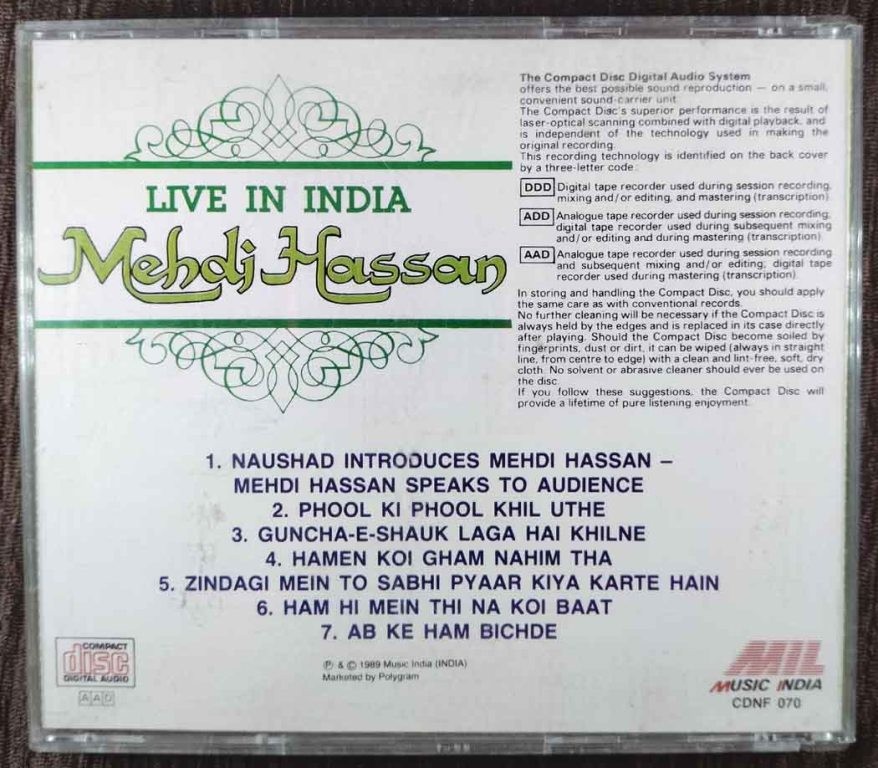 LIVE IN INDIA
Mehdi Hassan
The Compact Disc Digital Audio System
offers the best possible sound reproduction — on a small,
convenient sound-carrier unit.
The Compact Disc's superior performance is the result of
laser-optical scanning combined with digital playback, and
is independent of the technology used in making the
original recording.
This recording technology is identified on the back cover
by a three-letter code:
DDD Digital tape recorder used during session recording,
mixing and/or editing, and mastering (transcription).
ADD Analogue tape recorder used during session recording,
digital tape recorder used during subsequent mixing
and/or editing and during mastering (transcription).
AAD Analogue tape recorder used during session recording
and subsequent mixing and/or editing; digital tape
recorder used during mastering (transcription).
In storing and handling the Compact Disc, you should apply
the same care as with conventional records.
No further cleaning will be necessary if the Compact Disc is
always held by the edges and is replaced in its case directly
after playing. Should the Compact Disc become soiled by
fingerprints, dust or dirt, it can be wiped (always in straight
line, from centre to edge) with a clean and lint-free, soft, dry
cloth. No solvent or abrasive cleaner should ever be used on
the disc.
If you follow these suggestions, the Compact Disc will
provide a lifetime of pure listening enjoyment.
1. NAUSHAD INTRODUCES MEHDI HASSAN –
MEHDI HASSAN SPEAKS TO AUDIENCE
2. PHOOL KI PHOOL KHIL UTHE
3. GUNCHA-E-SHAUK LAGA HAI KHILNE
4. HAMEN KOI GHAM NAHIM THA
5. ZINDAGI MEIN TO SABHI PYAAR KIYA KARTE HAIN
6. HAM HI MEIN THI NA KOI BAAT
7. AB KE HAM BICHDE
COMPACT
disc
DIGITAL AUDIO
AAD
℗ & © 1989 Music India (INDIA)
Marketed by Polygram
MIL
MUSIC INDIA
CDNF 070